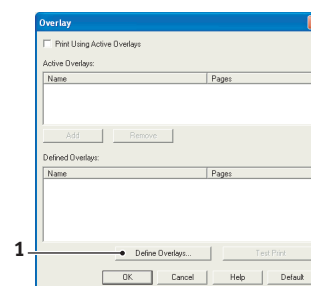 Overlay
Print Using Active Overlays
Active Overlays:
Name Pages
Add Remove
Defined Overlays:
Name Pages
1
Define Overlays... Test Print
OK Cancel Help Default